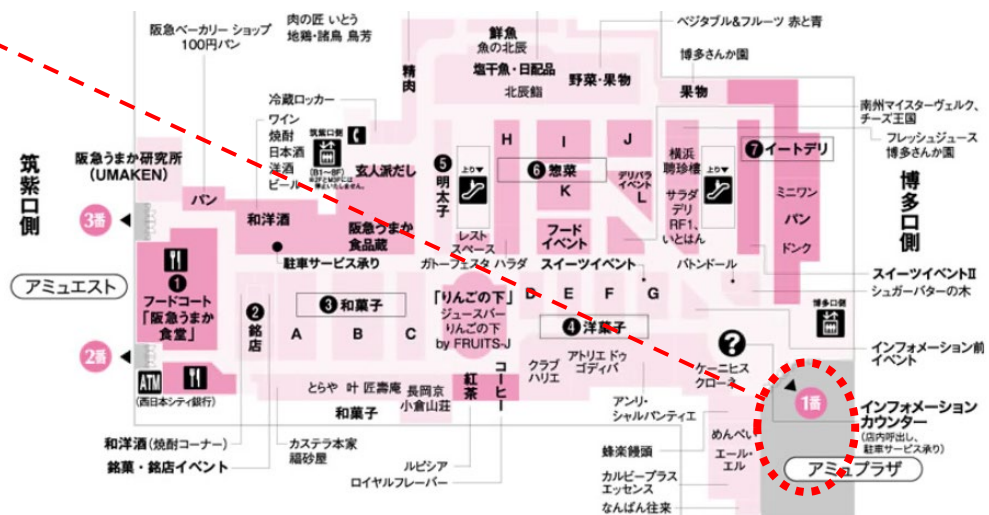 阪急ベーカリー ショップ
100円パン
肉の匠 いとう
地鶏・諸鳥 鳥芳
鮮魚
魚の北辰
塩干魚・日配品
北辰鮨
精肉
野菜・果物
ベジタブル&フルーツ 赤と青
博多さんか園
果物
南州マイスターヴェルク、
チーズ王国
フレッシュジュース
博多さんか園
冷蔵ロッカー
ワイン
焼酎
日本酒
洋酒
ビール
筑紫口側
(B1〜8F)
玄人派だし
❺明太子
上り▼
H
I
J
❻惣菜
K
デリパラ
イベント
L
横浜
聘珍樓
サラダ
デリ
RF1、
いとはん
上り▼
❼イートデリ
ミニワン
パン
ドンク
博多口側
筑紫口側
阪急うまか研究所
(UMAKEN)
3番
パン
和洋酒
阪急うまか
食品蔵
駐車サービス承り
レスト
スペース
ガトーフェスタ ハラダ
フード
イベント
スイーツイベント
バトンドール
スイーツイベントⅡ
シュガーバターの木
アミュエスト
❶
フードコート
「阪急うまか
食堂」
❷銘店
❸和菓子
A
B
C
「りんごの下」
ジュースバー
りんごの下
by FRUITS-J
D
E
F
G
❹洋菓子
博多口側
インフォメーション前
イベント
2番
ATM
(西日本シティ銀行)
とらや
叶 匠壽庵
長岡京
小倉山荘
和菓子
紅茶
コーヒー
クラブ
ハリエ
アトリエ ドゥ
ゴディバ
?
ケーニヒス
クローネ
アンリ・
シャルパンティエ
1番
インフォメーション
カウンター
(店内呼出し、
駐車サービス承り)
アミュプラザ
和洋酒(焼酎コーナー)
銘菓・銘店イベント
カステラ本家
福砂屋
ルピシア
ロイヤルフレーバー
めんべい
エール・
エル
蜂楽饅頭
カルビープラス
エッセンス
なんばん往来